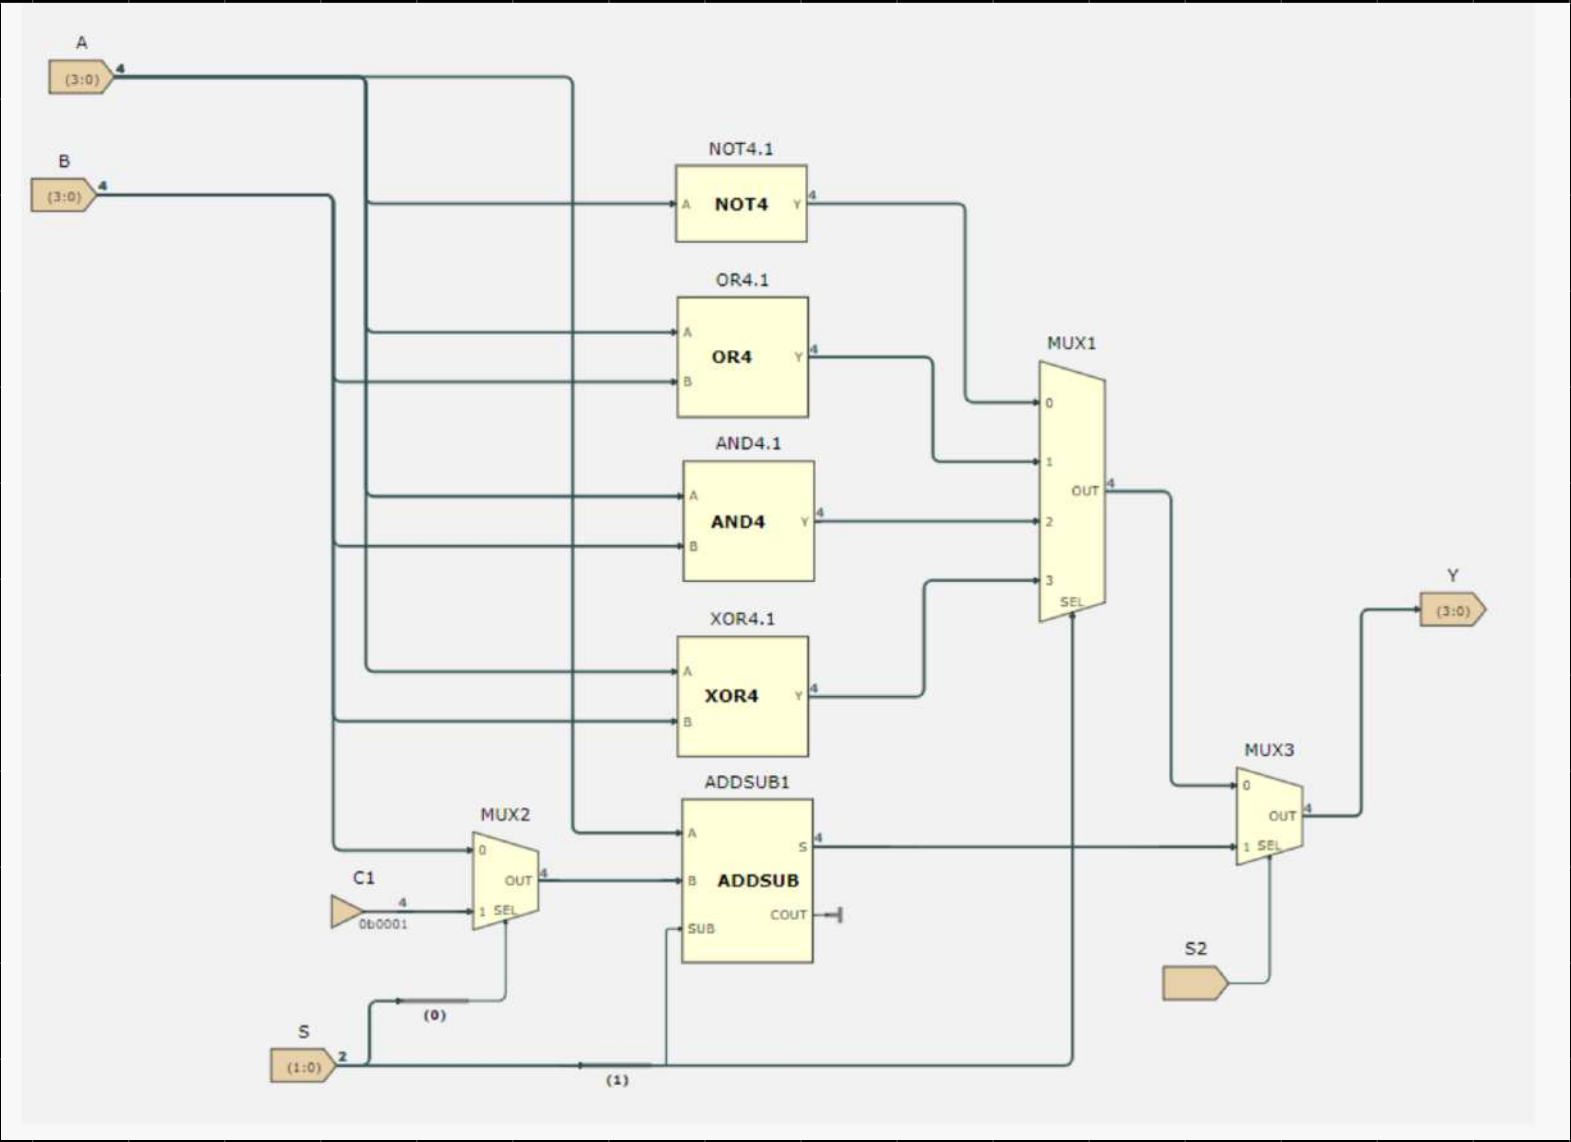 A
(3:0)
4
B
(3:0)
4
NOT4.1
A
NOT4
Y
4
OR4.1
A
OR4
Y
4
B
MUX1
0
1
OUT
4
2
3
SEL
AND4.1
A
AND4
Y
4
B
XOR4.1
A
XOR4
Y
4
B
Y
(3:0)
MUX3
0
OUT
4
1 SEL
ADDSUB1
A
S
4
B
ADDSUB
COUT
SUB
MUX2
0
OUT
4
1 SEL
C1
4
0b0001
S2
(0)
S
(1:0)
2
(1)